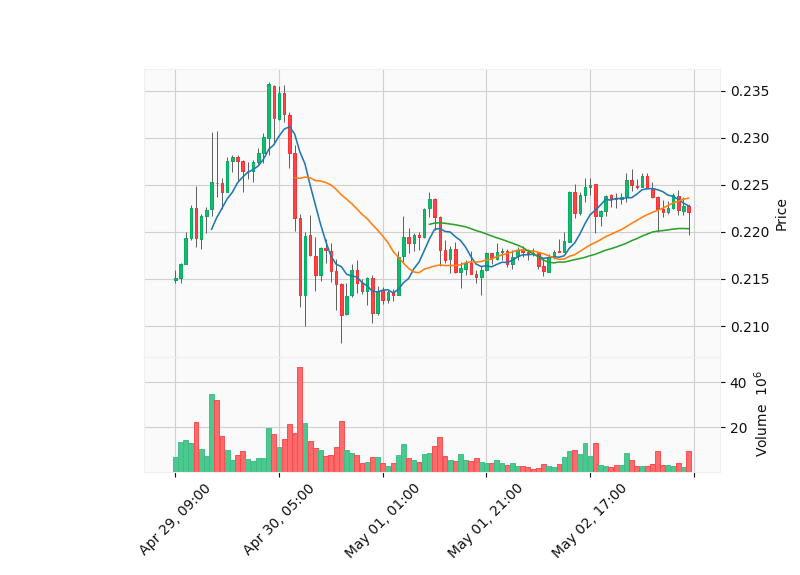 0.235
0.230
0.225
0.220
0.215
0.210
Price
40
20
Volume 10^6
Apr 29, 09:00
Apr 30, 05:00
May 01, 01:00
May 01, 21:00
May 02, 17:00